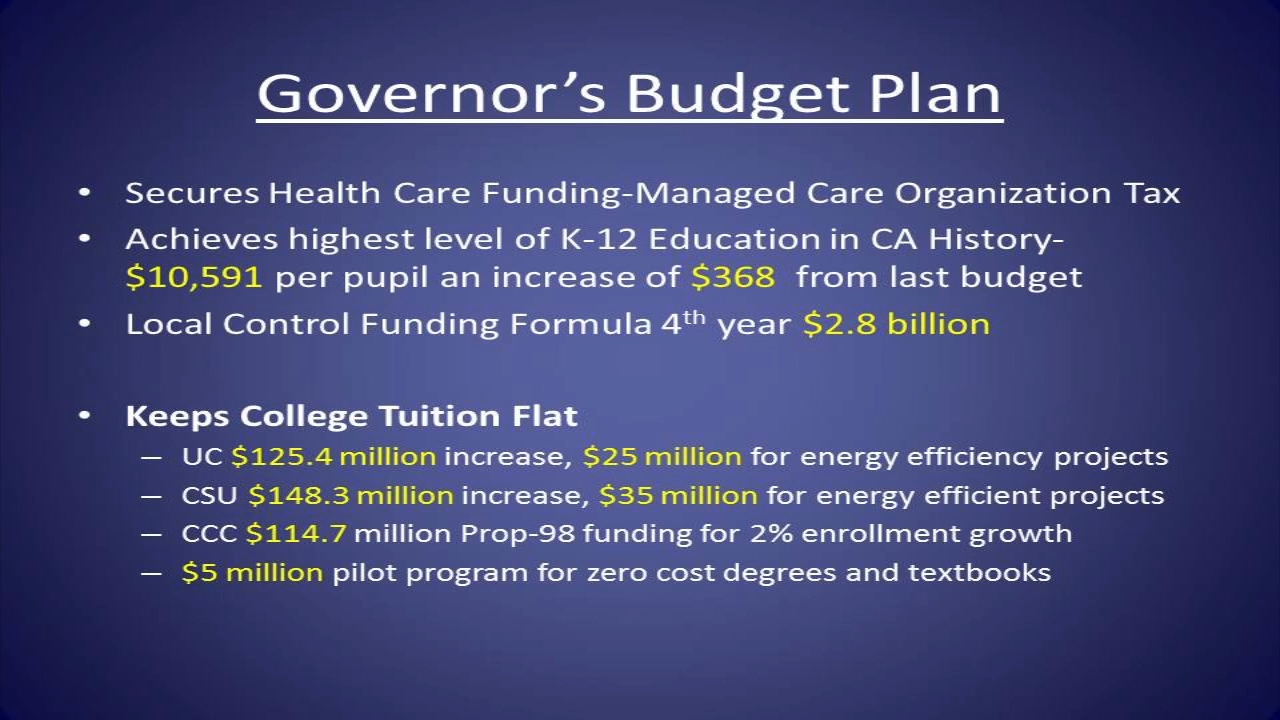 Governor’s Budget Plan
• Secures Health Care Funding-Managed Care Organization Tax
• Achieves highest level of K-12 Education in CA History-
$10,591 per pupil an increase of $368 from last budget
• Local Control Funding Formula 4th year $2.8 billion
• Keeps College Tuition Flat
– UC $125.4 million increase, $25 million for energy efficiency projects
– CSU $148.3 million increase, $35 million for energy efficient projects
– CCC $114.7 million Prop-98 funding for 2% enrollment growth
– $5 million pilot program for zero cost degrees and textbooks